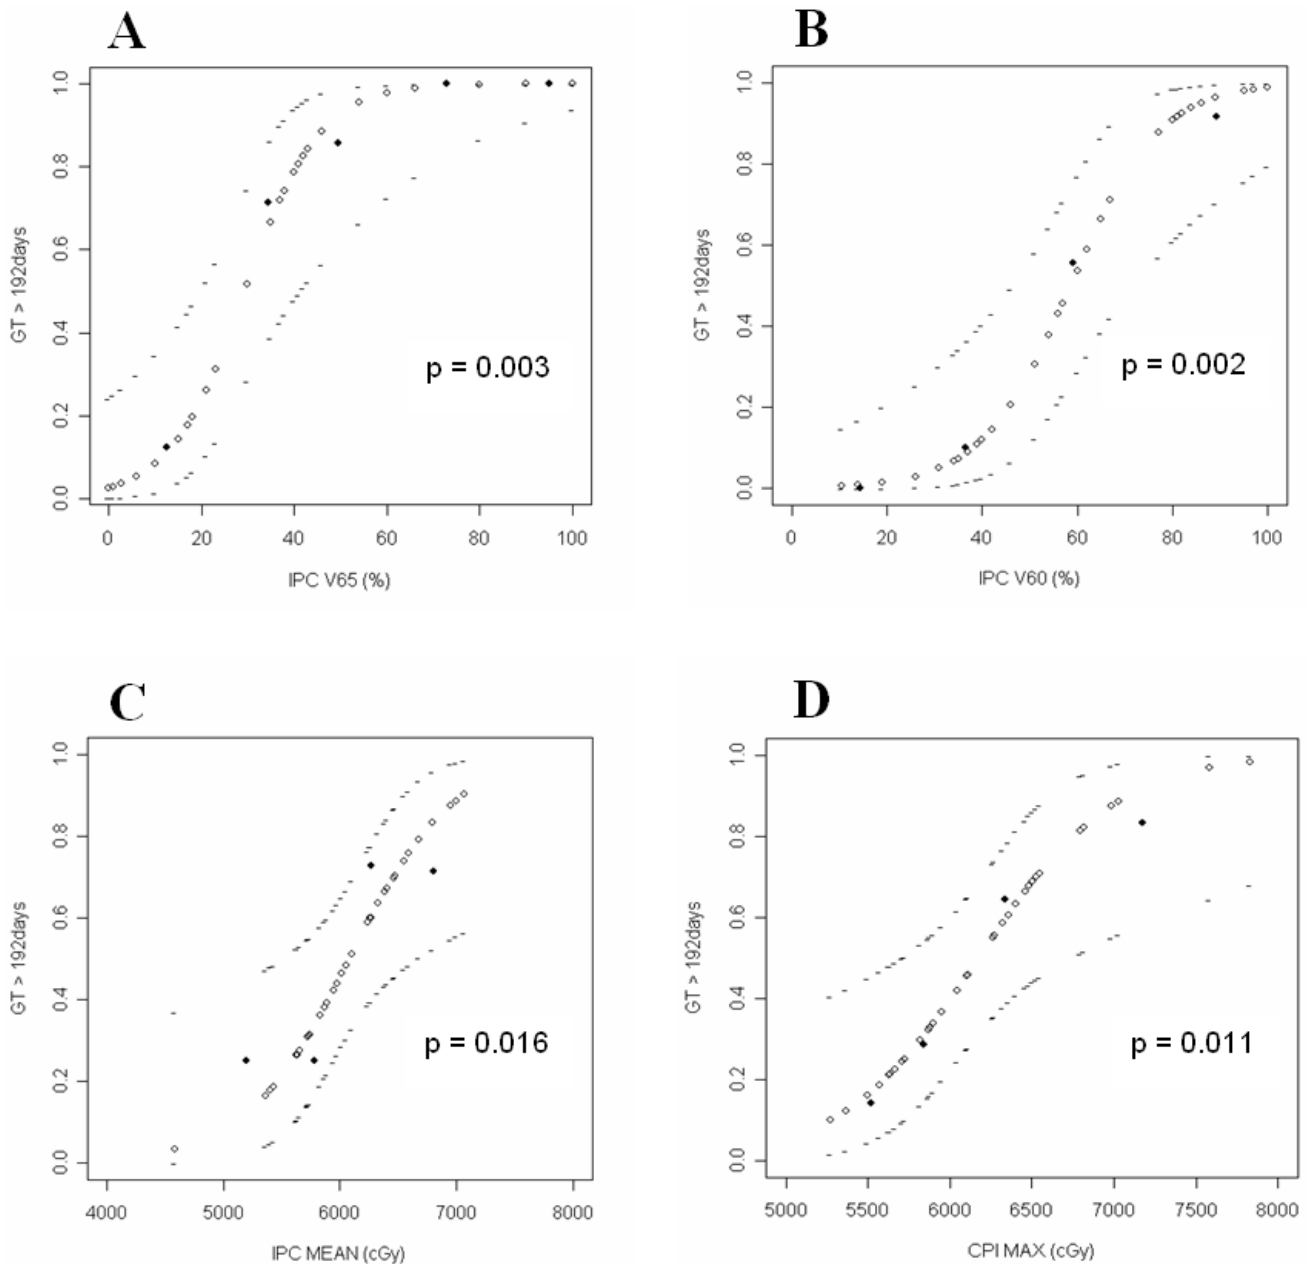 A
B
1.0
0.8
0.6
0.4
0.2
0.0
GT > 192days
p = 0.003
0 20 40 60 80 100
IPC V65 (%)
1.0
0.8
0.6
0.4
0.2
0.0
GT > 192days
p = 0.002
0 20 40 60 80 100
IPC V60 (%)
C
D
1.0
0.8
0.6
0.4
0.2
0.0
GT > 192days
p = 0.016
4000 5000 6000 7000 8000
IPC MEAN (cGy)
1.0
0.8
0.6
0.4
0.2
0.0
GT > 192days
p = 0.011
5000 5500 6000 6500 7000 7500 8000
CPI MAX (cGy)